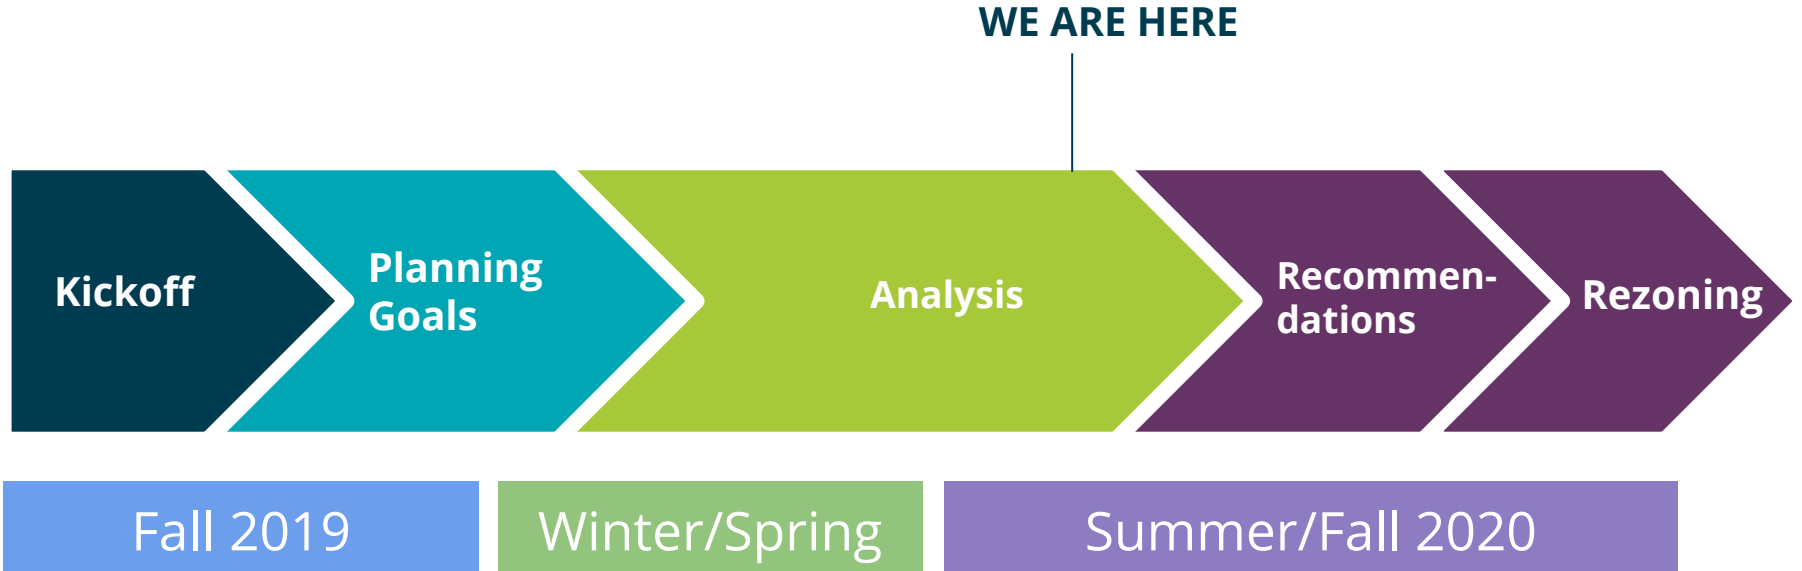 WE ARE HERE
Kickoff
Planning
Goals
Analysis
Recommen-
dations
Rezoning
Fall 2019
Winter/Spring
Summer/Fall 2020